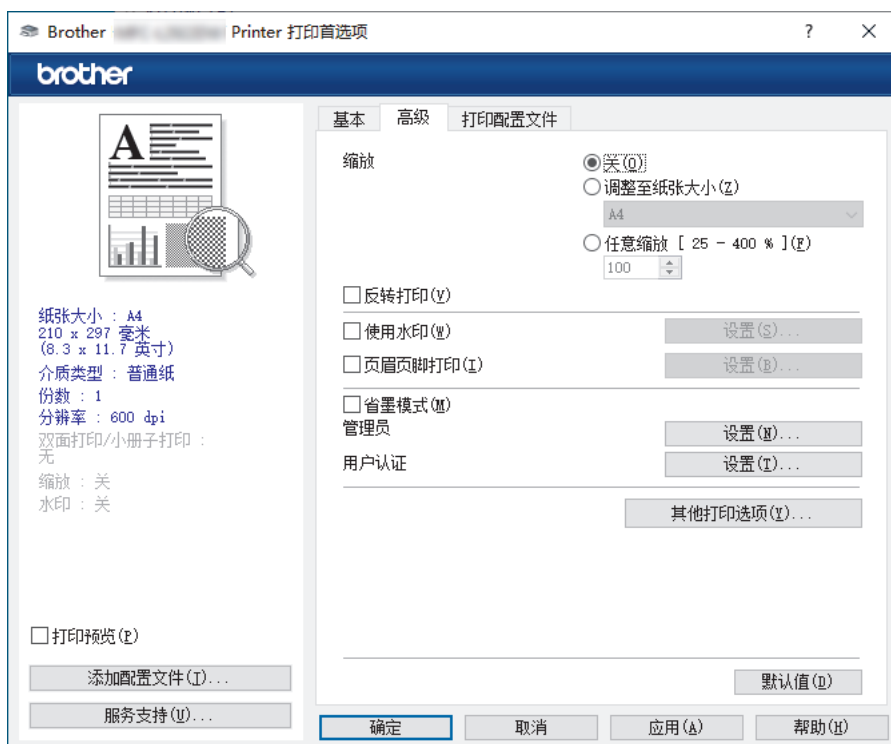 Brother Printer 打印首选项
brother
基本 高级 打印配置文件
缩放
关(O)
调整至纸张大小(Z)
A4
任意缩放 [ 25 - 400 % ](F)
100
反转打印(V)
使用水印(W) 设置(S)...
页眉页脚打印(I) 设置(B)...
省墨模式(M)
管理员 设置(N)...
用户认证 设置(T)...
其他打印选项(Y)...
默认值(D)
A
纸张大小 : A4
210 x 297 毫米
(8.3 x 11.7 英寸)
介质类型 : 普通纸
份数 : 1
分辨率 : 600 dpi
双面打印/小册子打印 :
无
缩放 : 关
水印 : 关
打印预览(P)
添加配置文件(J)...
服务支持(U)...
确定 取消 应用(A) 帮助(H)